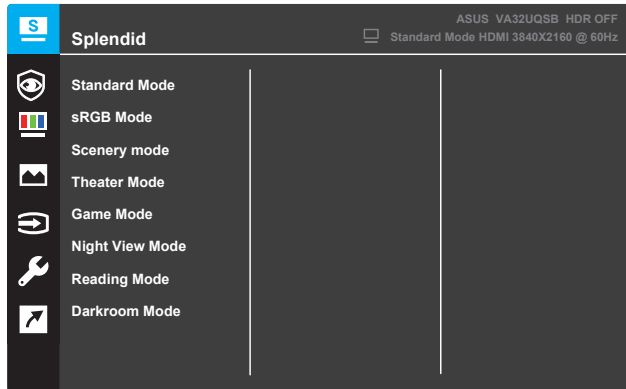 S
Splendid
ASUS VA32UQSB HDR OFF
Standard Mode HDMI 3840X2160 @ 60Hz
Standard Mode
sRGB Mode
Scenery mode
Theater Mode
Game Mode
Night View Mode
Reading Mode
Darkroom Mode